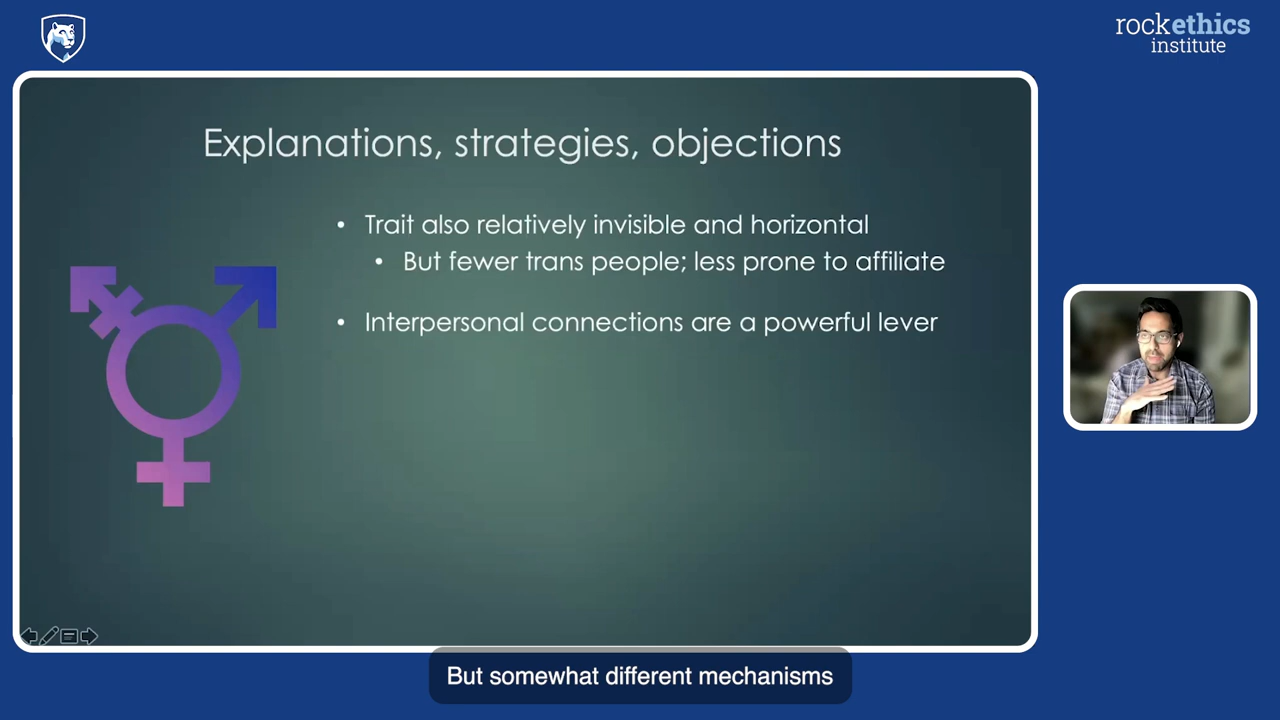 rockethics
institute
Explanations, strategies, objections
• Trait also relatively invisible and horizontal
• But fewer trans people; less prone to affiliate
• Interpersonal connections are a powerful lever
But somewhat different mechanisms